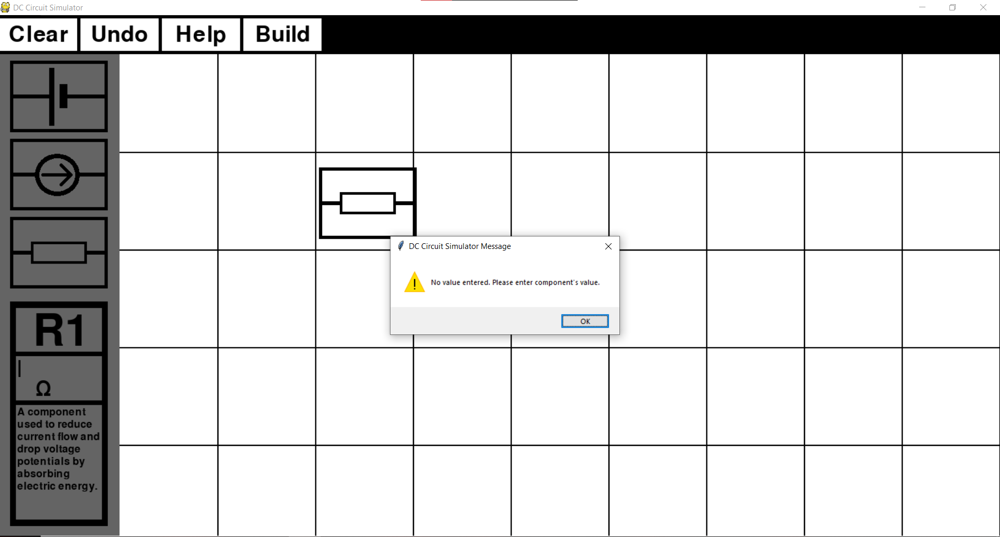 DC Circuit Simulator
Clear Undo Help Build
DC Circuit Simulator Message
No value entered. Please enter component's value.
OK
R1
Ω
A component
used to reduce
current flow and
drop voltage
potentials by
absorbing
electric energy.